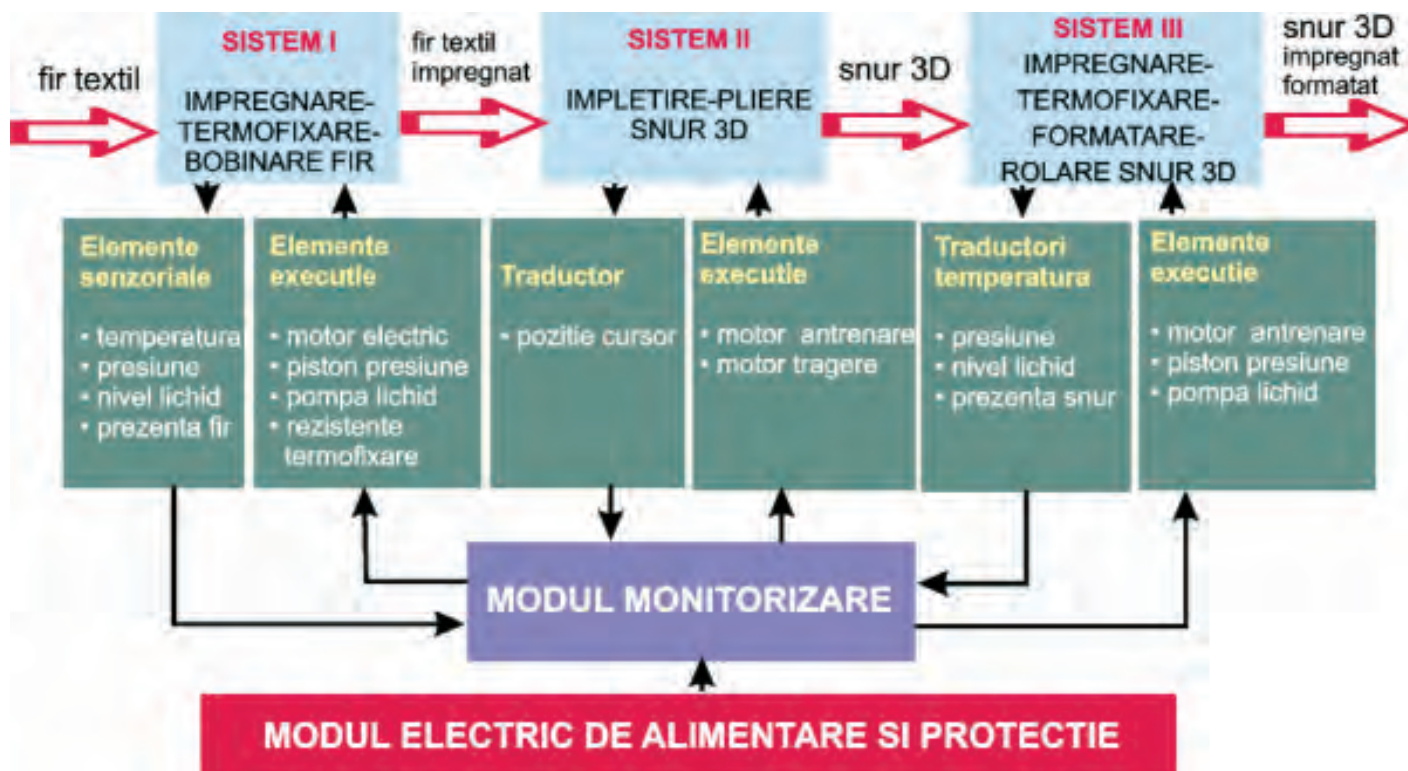 fir textil
SISTEM I
IMPREGNARE-
TERMOFIXARE-
BOBINARE FIR
fir textil
impregnat
SISTEM II
IMPLETIRE-PLIERE
SNUR 3D
snur 3D
SISTEM III
IMPREGNARE-
TERMOFIXARE-
FORMATARE-
ROLARE SNUR 3D
snur 3D
impregnat
formatat
Elemente
senzoriale
• temperatura
• presiune
• nivel lichid
• prezenta fir
Elemente
executie
• motor electric
• piston presiune
• pompa lichid
• rezistente
termofixare
Traductor
• pozitie cursor
Elemente
executie
• motor antrenare
• motor tragere
Traductori
temperatura
• presiune
• nivel lichid
• prezenta snur
Elemente
executie
• motor antrenare
• piston presiune
• pompa lichid
MODUL MONITORIZARE
MODUL ELECTRIC DE ALIMENTARE SI PROTECTIE